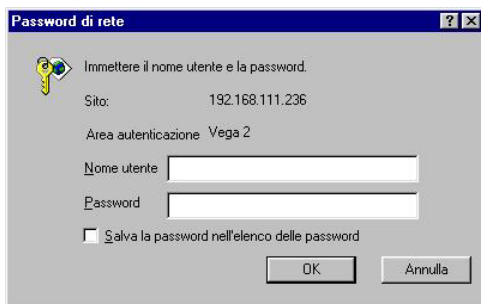 Password di rete
Immettere il nome utente e la password.
Sito: 192.168.111.236
Area autenticazione Vega 2
Nome utente
Password
Salva la password nell'elenco delle password
OK Annulla